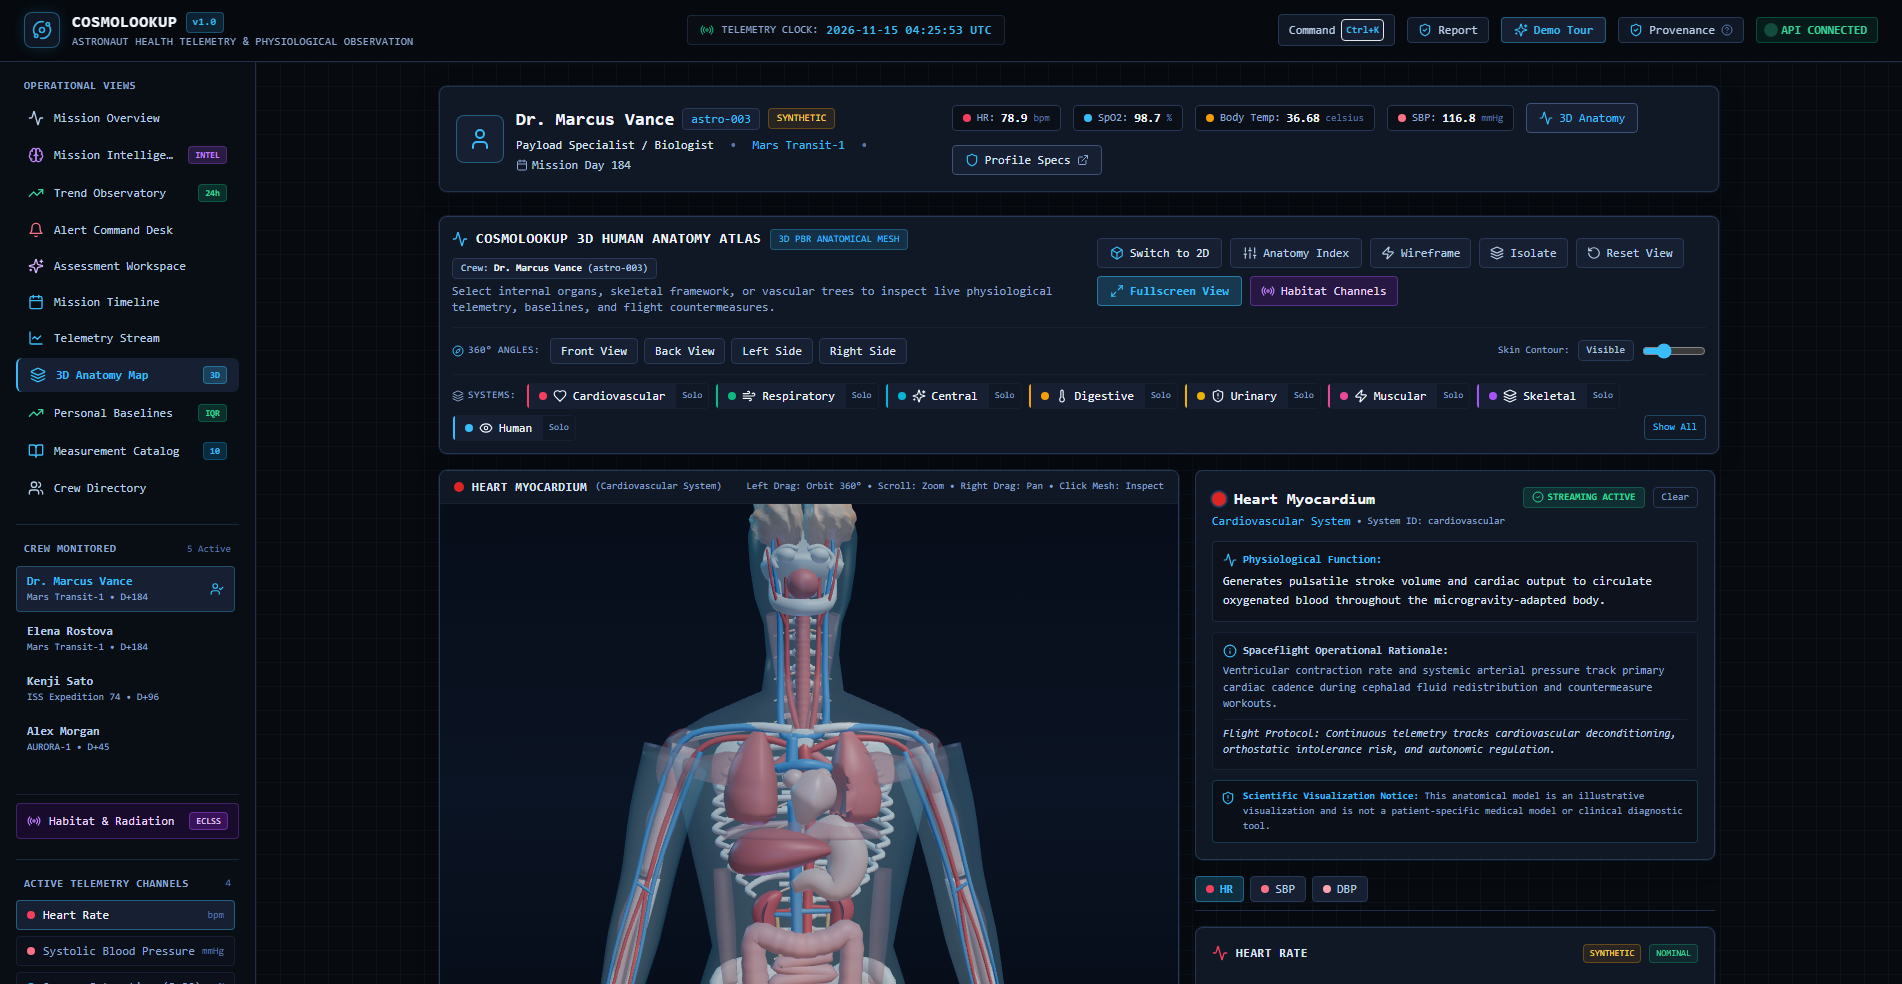 COSMOLOOKUP v1.0
ASTRONAUT HEALTH TELEMETRY & PHYSIOLOGICAL OBSERVATION
TELEMETRY CLOCK: 2026-11-15 04:25:53 UTC
Command Ctrl+K
Report
Demo Tour
Provenance
API CONNECTED
OPERATIONAL VIEWS
Mission Overview
Mission Intellige… INTEL
Trend Observatory 24h
Alert Command Desk
Assessment Workspace
Mission Timeline
Telemetry Stream
3D Anatomy Map 3D
Personal Baselines IQR
Measurement Catalog 10
Crew Directory
CREW MONITORED 5 Active
Dr. Marcus Vance
Mars Transit-1 • D+184
Elena Rostova
Mars Transit-1 • D+184
Kenji Sato
ISS Expedition 74 • D+96
Alex Morgan
AURORA-1 • D+45
Habitat & Radiation ECLSS
ACTIVE TELEMETRY CHANNELS 4
Heart Rate bpm
Systolic Blood Pressure mmHg
Dr. Marcus Vance astro-003 SYNTHETIC
Payload Specialist / Biologist • Mars Transit-1 •
Mission Day 184
HR: 78.9 bpm
SpO2: 98.7 %
Body Temp: 36.68 celsius
SBP: 116.8 mmHg
3D Anatomy
Profile Specs
COSMOLOOKUP 3D HUMAN ANATOMY ATLAS 3D PBR ANATOMICAL MESH
Crew: Dr. Marcus Vance (astro-003)
Select internal organs, skeletal framework, or vascular trees to inspect live physiological
telemetry, baselines, and flight countermeasures.
Switch to 2D
Anatomy Index
Wireframe
Isolate
Reset View
Fullscreen View
Habitat Channels
360° ANGLES: Front View Back View Left Side Right Side
Skin Contour: Visible
SYSTEMS: Cardiovascular Solo Respiratory Solo Central Solo Digestive Solo Urinary Solo Muscular Solo Skeletal Solo
Human Solo
Show All
HEART MYOCARDIUM (Cardiovascular System) Left Drag: Orbit 360° • Scroll: Zoom • Right Drag: Pan • Click Mesh: Inspect
Heart Myocardium STREAMING ACTIVE Clear
Cardiovascular System • System ID: cardiovascular
Physiological Function:
Generates pulsatile stroke volume and cardiac output to circulate
oxygenated blood throughout the microgravity-adapted body.
Spaceflight Operational Rationale:
Ventricular contraction rate and systemic arterial pressure track primary
cardiac cadence during cephalad fluid redistribution and countermeasure
workouts.
Flight Protocol: Continuous telemetry tracks cardiovascular deconditioning,
orthostatic intolerance risk, and autonomic regulation.
Scientific Visualization Notice: This anatomical model is an illustrative
visualization and is not a patient-specific medical model or clinical diagnostic
tool.
HR SBP DBP
HEART RATE SYNTHETIC NOMINAL